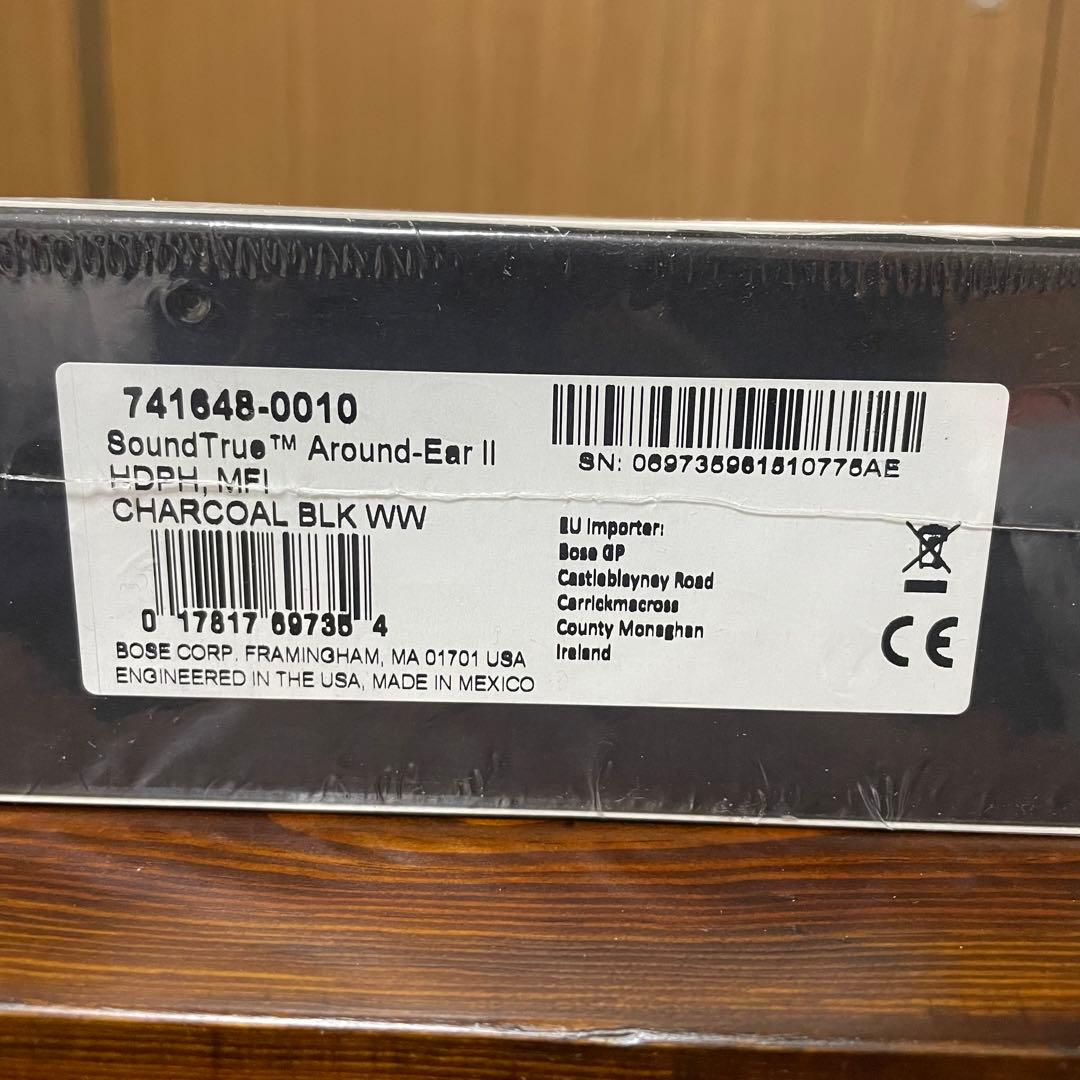 741648-0010
SoundTrue™ Around-Ear II
HDPH, MFI
CHARCOAL BLK WW
0 17817 69735 4
BOSE CORP. FRAMINGHAM, MA 01701 USA
ENGINEERED IN THE USA, MADE IN MEXICO
SN: 069735961510776AE
EU Importer:
Bose GP
Castleblayney Road
Carrickmacross
County Monaghan
Ireland
CE